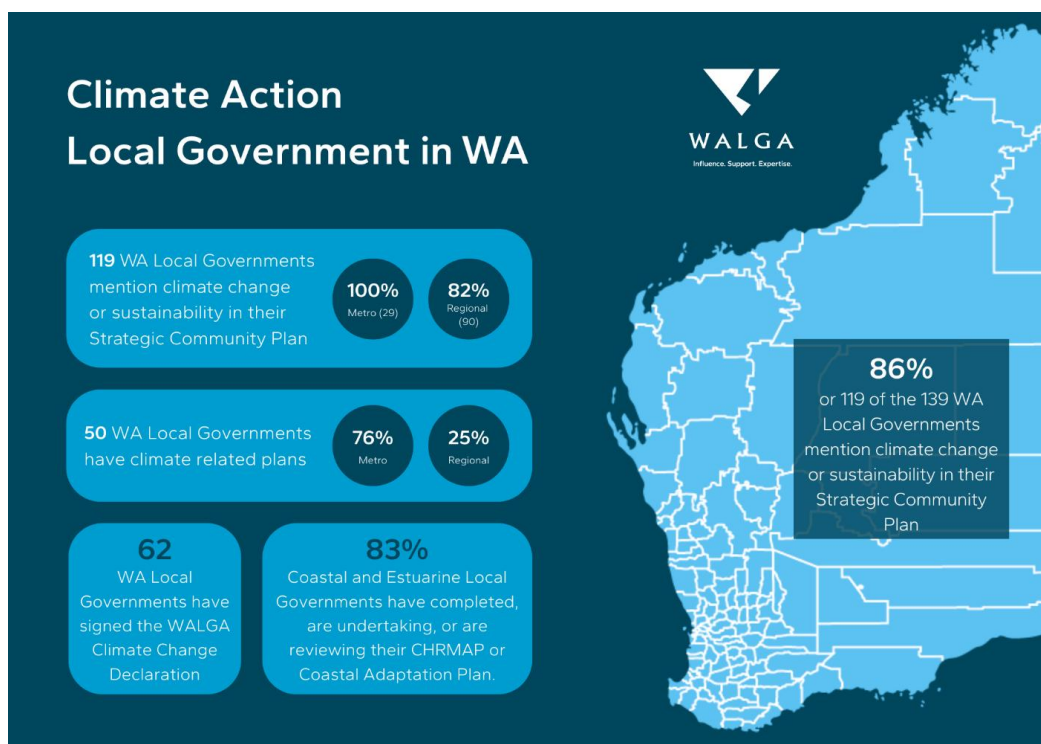 Climate Action
Local Government in WA
WALGA
Influence. Support. Expertise.
119 WA Local Governments
mention climate change
or sustainability in their
Strategic Community Plan
100%
Metro (29)
82%
Regional
(90)
50 WA Local Governments
have climate related plans
76%
Metro
25%
Regional
62
WA Local
Governments have
signed the WALGA
Climate Change
Declaration
83%
Coastal and Estuarine Local
Governments have completed,
are undertaking, or are
reviewing their CHRMAP or
Coastal Adaptation Plan.
86%
or 119 of the 139 WA
Local Governments
mention climate change
or sustainability in their
Strategic Community
Plan